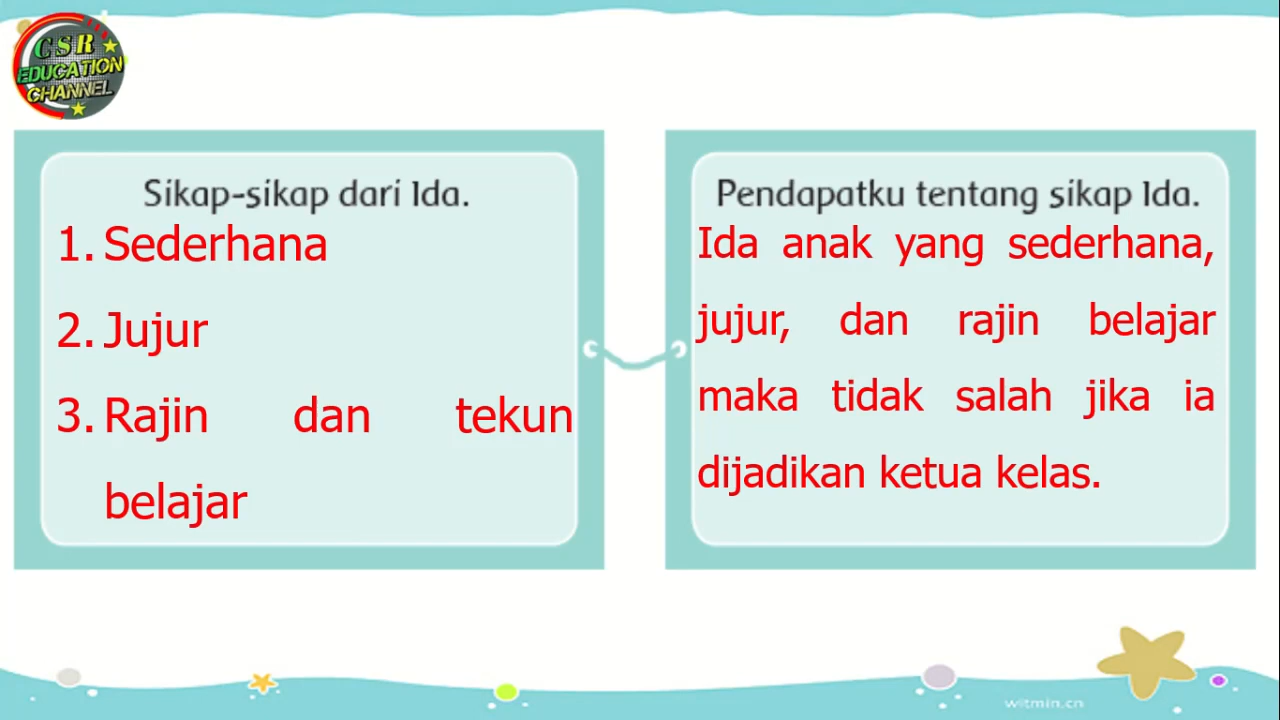 CSR
EDUCATION
CHANNEL
Sikap-sikap dari Ida.
1. Sederhana
2. Jujur
3. Rajin dan tekun
belajar
Pendapatku tentang sikap Ida.
Ida anak yang sederhana,
jujur, dan rajin belajar
maka tidak salah jika ia
dijadikan ketua kelas.
witmin.cn